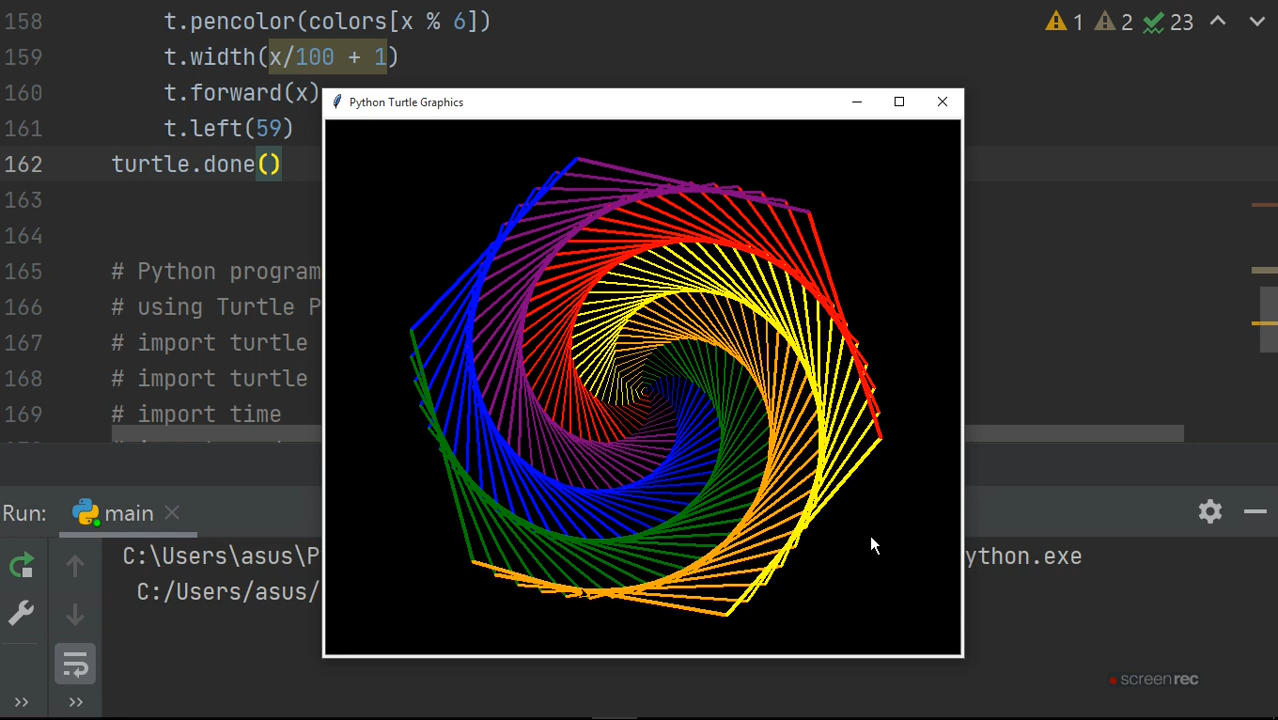 158 t.pencolor(colors[x % 6])
1 2 23
159 t.width(x/100 + 1)
160 t.forward(x)
Python Turtle Graphics
161 t.left(59)
162 turtle.done()
163
164
165 # Python program
166 # using Turtle P
167 # import turtle
168 # import turtle
169 # import time
Run: main
C:\Users\asus\P ython.exe
C:/Users/asus/
screenrec